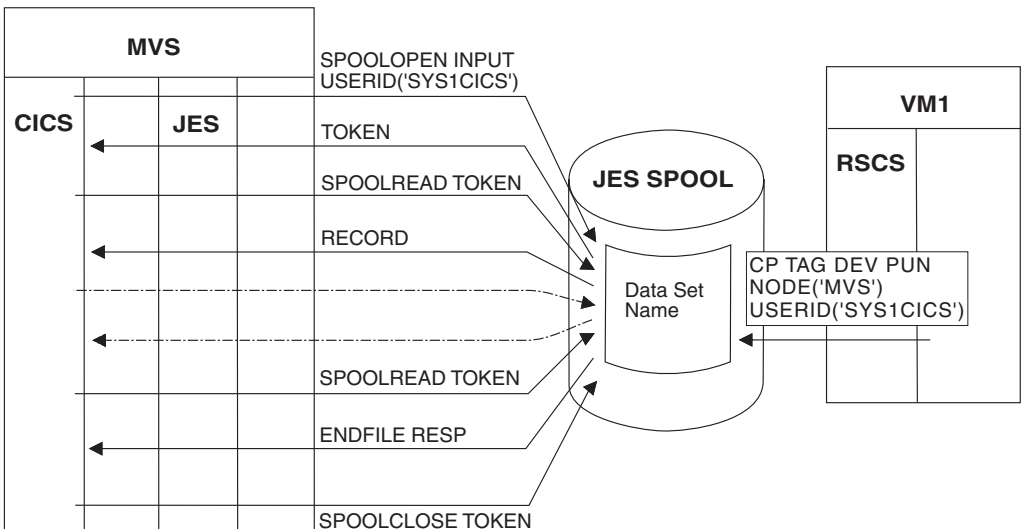 MVS
CICS
JES
SPOOLOPEN INPUT
USERID('SYS1CICS')
TOKEN
SPOOLREAD TOKEN
RECORD
SPOOLREAD TOKEN
ENDFILE RESP
SPOOLCLOSE TOKEN
JES SPOOL
Data Set
Name
VM1
RSCS
CP TAG DEV PUN
NODE('MVS')
USERID('SYS1CICS')